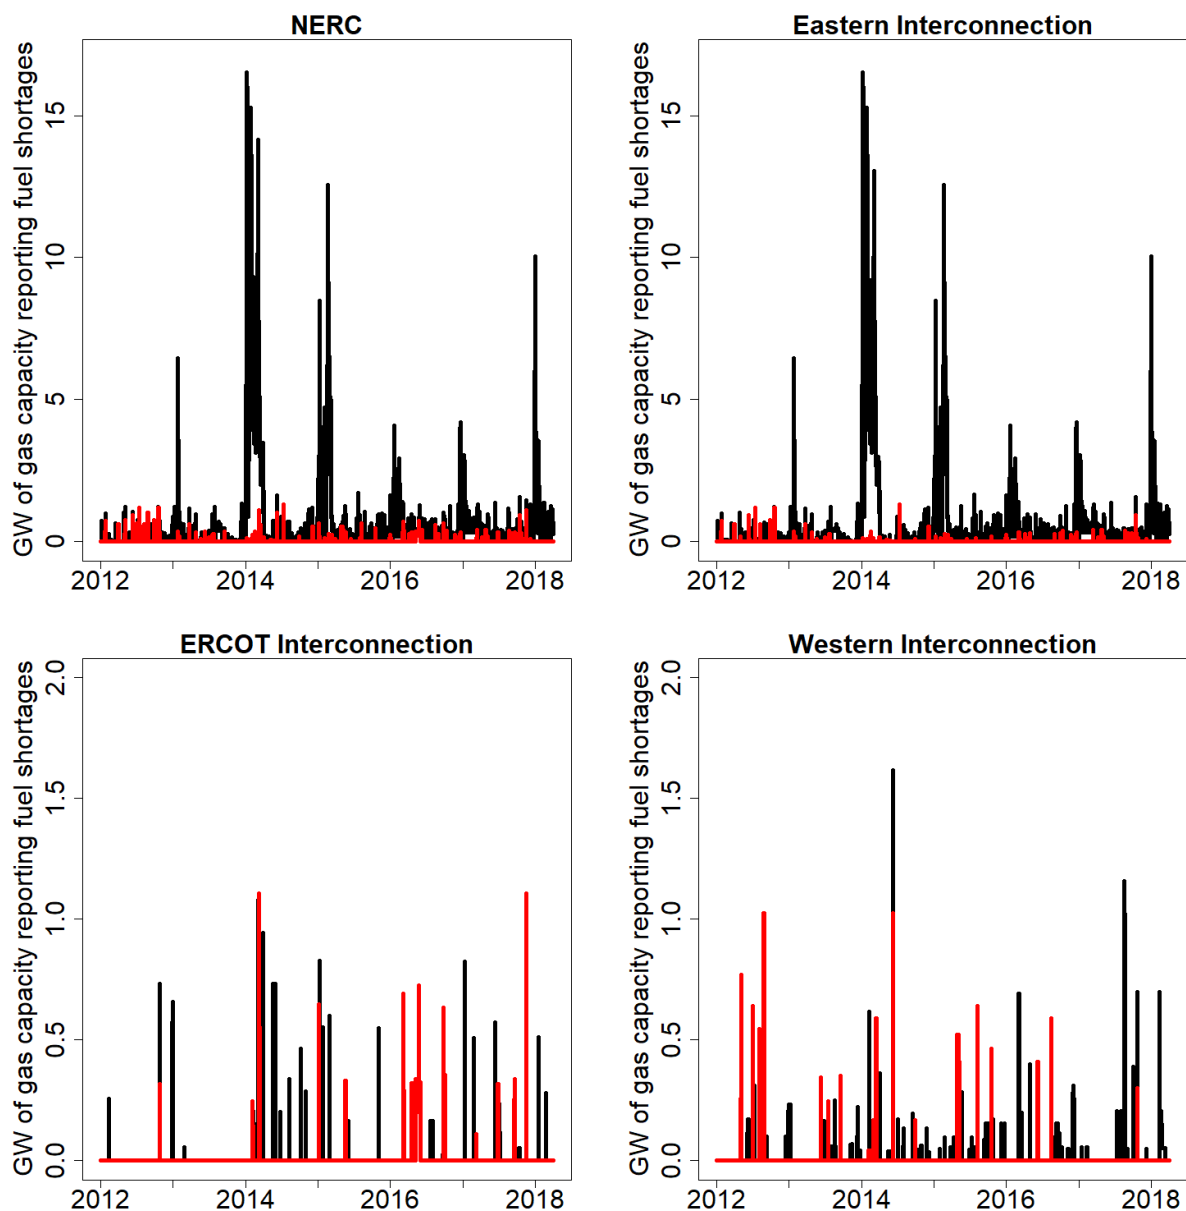 NERC
GW of gas capacity reporting fuel shortages
15
10
5
0
2012 2014 2016 2018
Eastern Interconnection
GW of gas capacity reporting fuel shortages
15
10
5
0
2012 2014 2016 2018
ERCOT Interconnection
GW of gas capacity reporting fuel shortages
2.0
1.5
1.0
0.5
0.0
2012 2014 2016 2018
Western Interconnection
GW of gas capacity reporting fuel shortages
2.0
1.5
1.0
0.5
0.0
2012 2014 2016 2018